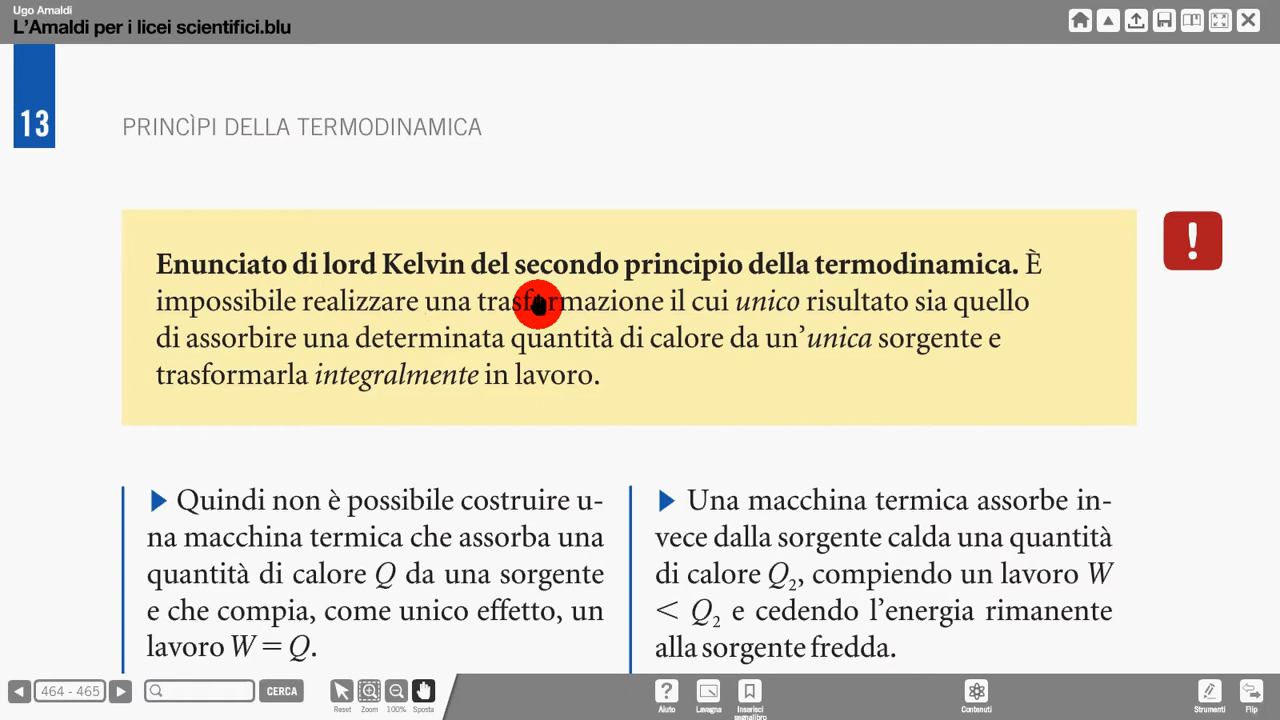 Ugo Amaldi
L'Amaldi per i licei scientifici.blu
13
PRINCÌPI DELLA TERMODINAMICA
Enunciato di lord Kelvin del secondo principio della termodinamica. È
impossibile realizzare una trasformazione il cui unico risultato sia quello
di assorbire una determinata quantità di calore da un'unica sorgente e
trasformarla integralmente in lavoro.
!
▶ Quindi non è possibile costruire u-
na macchina termica che assorba una
quantità di calore Q da una sorgente
e che compia, come unico effetto, un
lavoro W = Q.
▶ Una macchina termica assorbe in-
vece dalla sorgente calda una quantità
di calore Q₂, compiendo un lavoro W
< Q₂ e cedendo l'energia rimanente
alla sorgente fredda.
464 - 465
CERCA
Reset
Zoom
100%
Sposta
? Aiuto
Lavagna
Inserisci
segnalibro
Contenuti
Strumenti
Flip